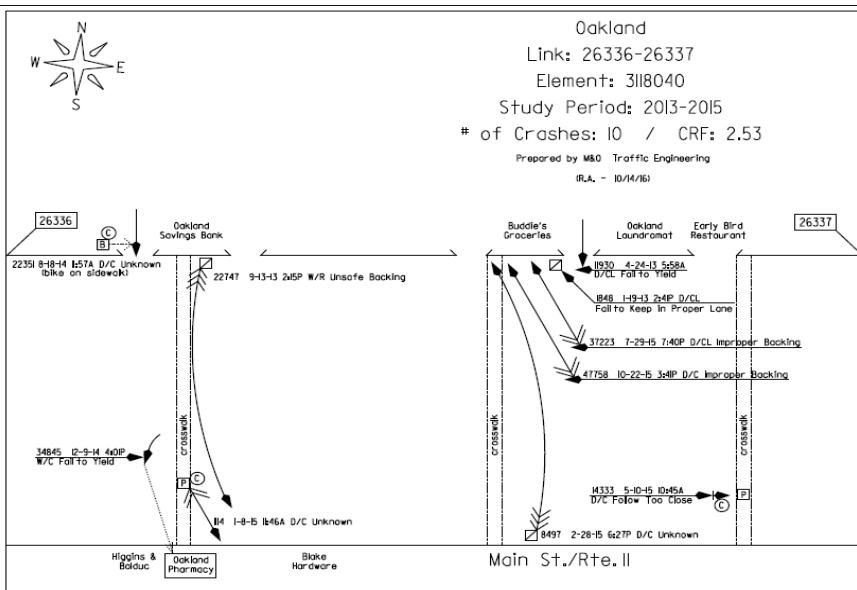 Oakland
Link: 26336-26337
Element: 3118040
Study Period: 2013-2015
# of Crashes: 10 / CRF: 2.53
Prepared by M&O Traffic Engineering
(R.A. - 10/14/16)
N
W
E
S
26336
26337
C
B
Oakland
Savings Bank
Buddie's
Groceries
Oakland
Laundromat
Early Bird
Restaurant
22351 8-18-14 11:57A D/C Unknown
(bike on sidewalk)
22747 9-13-13 2:15P W/R Unsafe Backing
11930 4-24-13 5:58A
D/CL Fail to Yield
1846 1-19-13 2:41P D/CL
Fail to Keep in Proper Lane
37223 7-29-15 7:40P D/CL Improper Backing
47758 10-22-15 3:41P D/C Improper Backing
crosswalk
crosswalk
crosswalk
34845 12-9-14 4:01P
W/C Fail to Yield
P
C
14333 5-10-15 10:45A
D/C Follow Too Close
P
C
114 1-8-15 11:46A D/C Unknown
8497 2-28-15 6:27P D/C Unknown
Higgins &
Bolduc
Oakland
Pharmacy
Blake
Hardware
Main St./Rte. 11